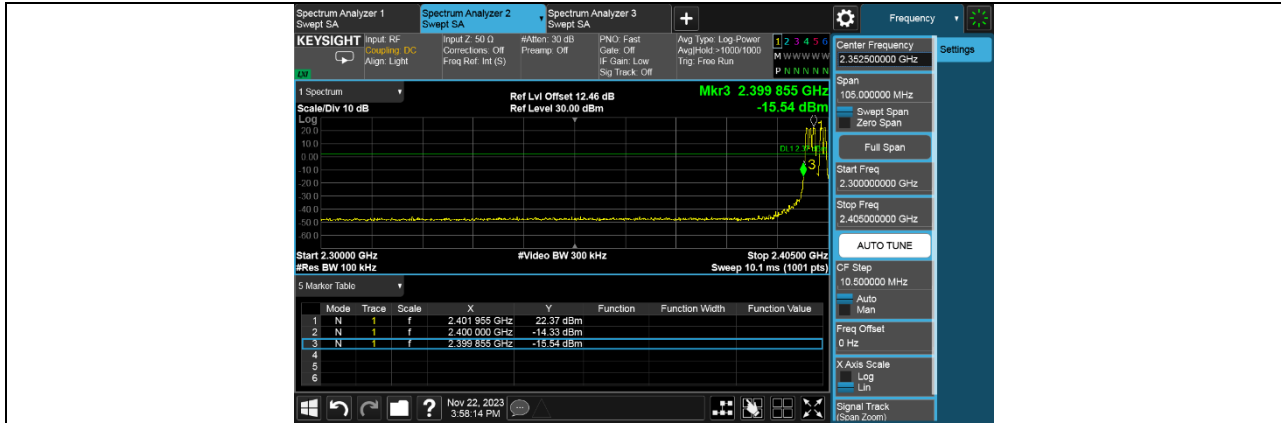 Spectrum Analyzer 1
Swept SA
Spectrum Analyzer 2
Swept SA
Spectrum Analyzer 3
Swept SA
+
Frequency
KEYSIGHT
Input: RF
Coupling: DC
Align: Light
Input Z: 50 Ω
Corrections: Off
Freq Ref: Int (S)
#Atten: 30 dB
Preamp: Off
PNO: Fast
Gate: Off
IF Gain: Low
Sig Track: Off
Avg Type: Log-Power
Avg|Hold:>1000/1000
Trig: Free Run
1 2 3 4 5 6
M W W W W W
P N N N N N
LXI
1 Spectrum
Scale/Div 10 dB
Ref Lvl Offset 12.46 dB
Ref Level 30.00 dBm
Mkr3 2.399 855 GHz
-15.54 dBm
Log
20.0
10.0
0.00
-10.0
-20.0
-30.0
-40.0
-50.0
-60.0
3
Start 2.30000 GHz
#Res BW 100 kHz
#Video BW 300 kHz
Stop 2.40500 GHz
Sweep 10.1 ms (1001 pts)
5 Marker Table
Mode Trace Scale X Y Function Function Width Function Value
1 N 1 f 2.401 955 GHz 22.37 dBm
2 N 1 f 2.400 000 GHz -14.33 dBm
3 N 1 f 2.399 855 GHz -15.54 dBm
4
5
6
Nov 22, 2023
3:58:14 PM
Center Frequency
2.352500000 GHz
Settings
Span
105.000000 MHz
Swept Span
Zero Span
Full Span
Start Freq
2.300000000 GHz
Stop Freq
2.405000000 GHz
AUTO TUNE
CF Step
10.500000 MHz
Auto
Man
Freq Offset
0 Hz
X Axis Scale
Log
Lin
Signal Track
(Span Zoom)